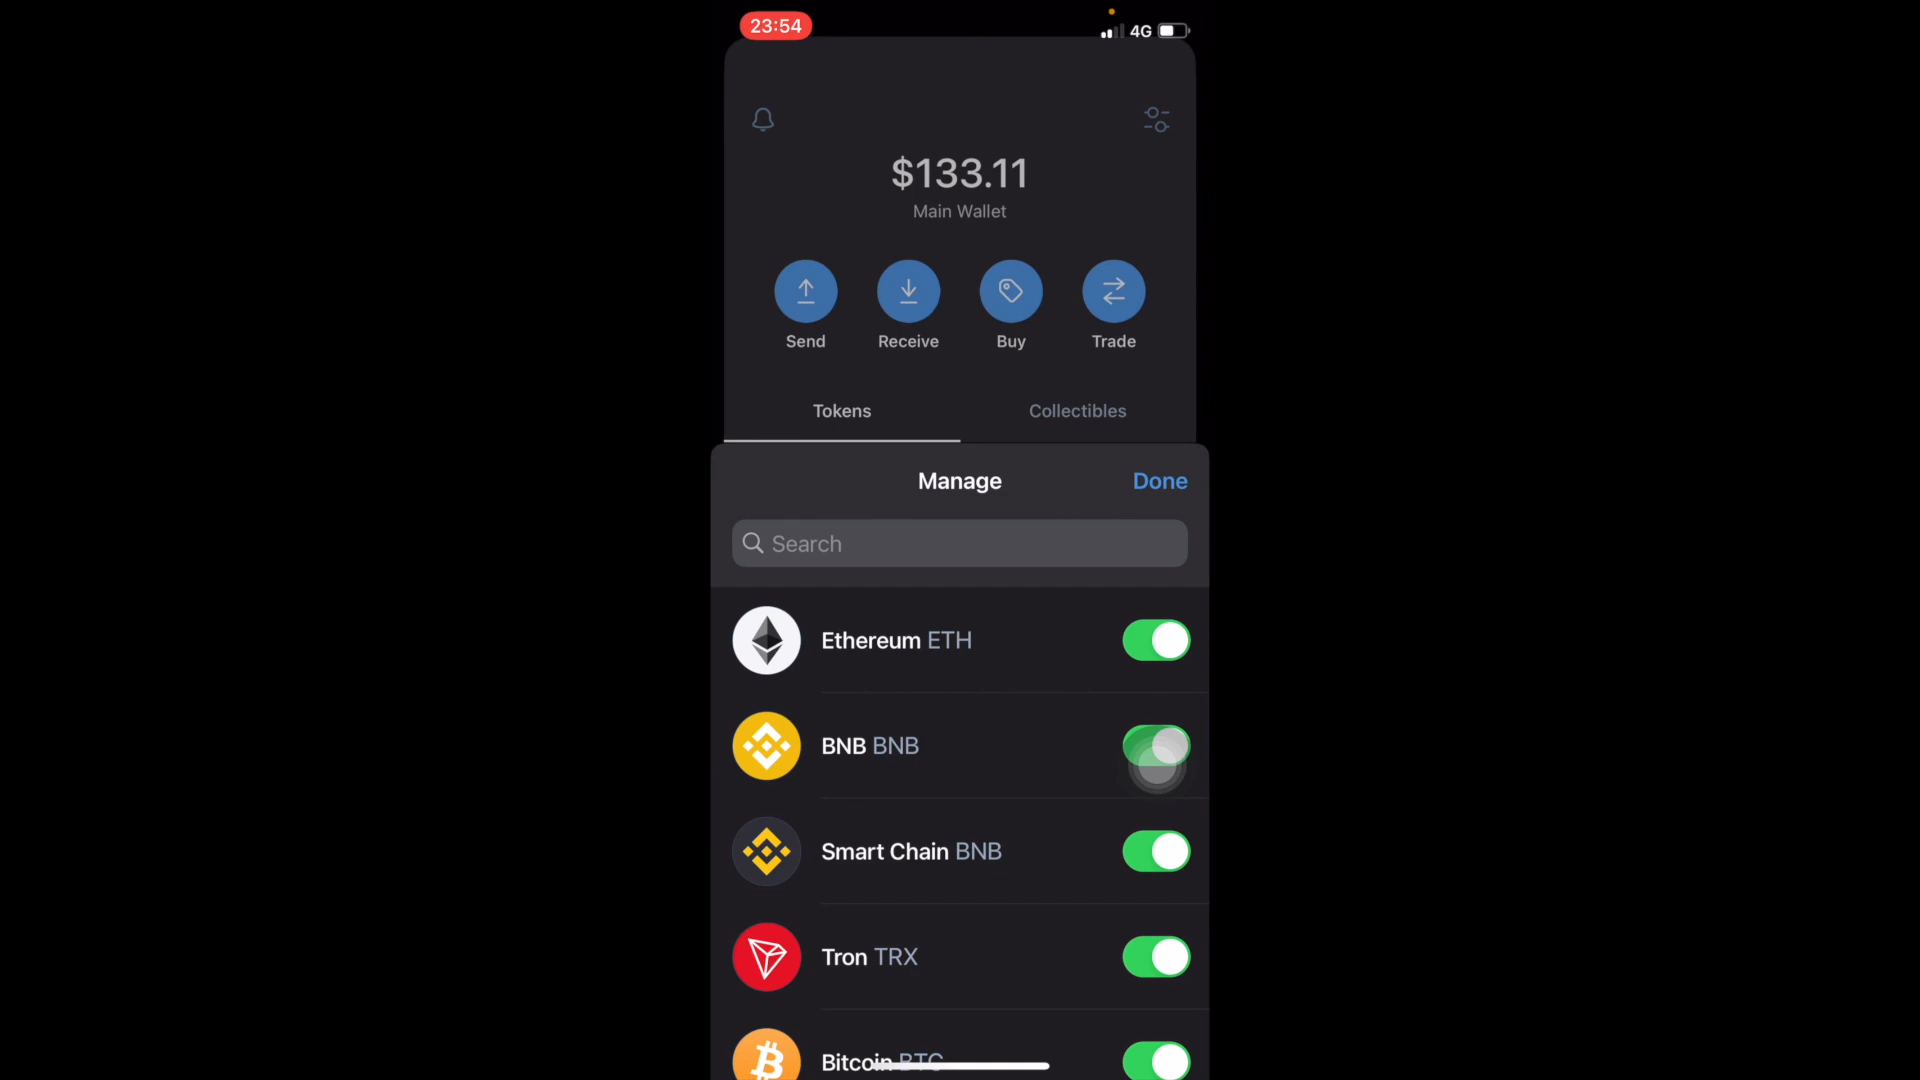 23:54
4G
$133.11
Main Wallet
Send
Receive
Buy
Trade
Tokens
Collectibles
Manage
Done
Search
Ethereum ETH
BNB BNB
Smart Chain BNB
Tron TRX
Bitcoin BTC